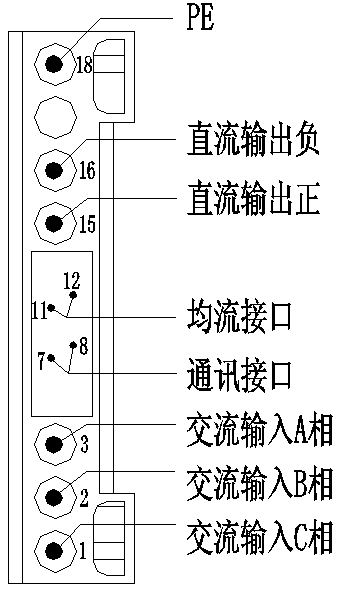 PE
18
直流输出负
16
直流输出正
15
12
11
均流接口
8
7
通讯接口
交流输入A相
3
交流输入B相
2
交流输入C相
1